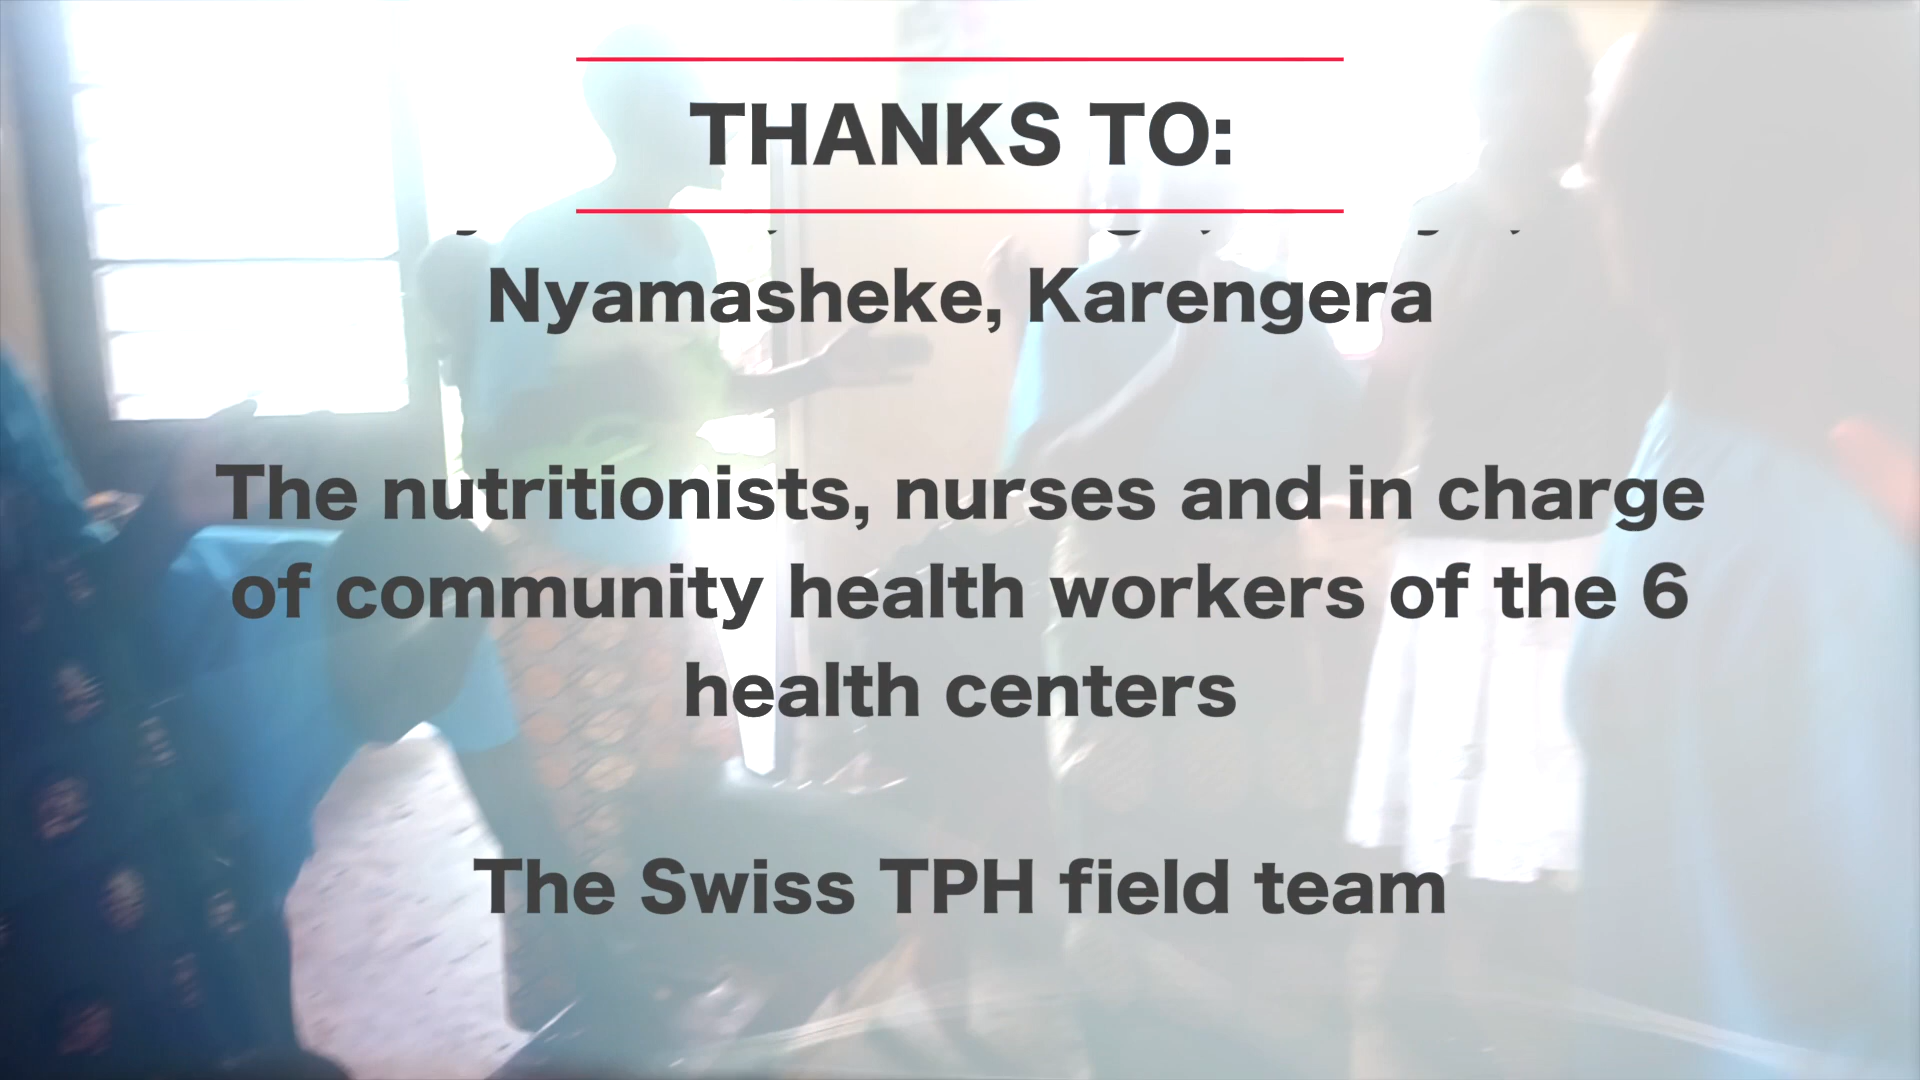 THANKS TO:
Nyamasheke, Karengera
The nutritionists, nurses and in charge
of community health workers of the 6
health centers
The Swiss TPH field team